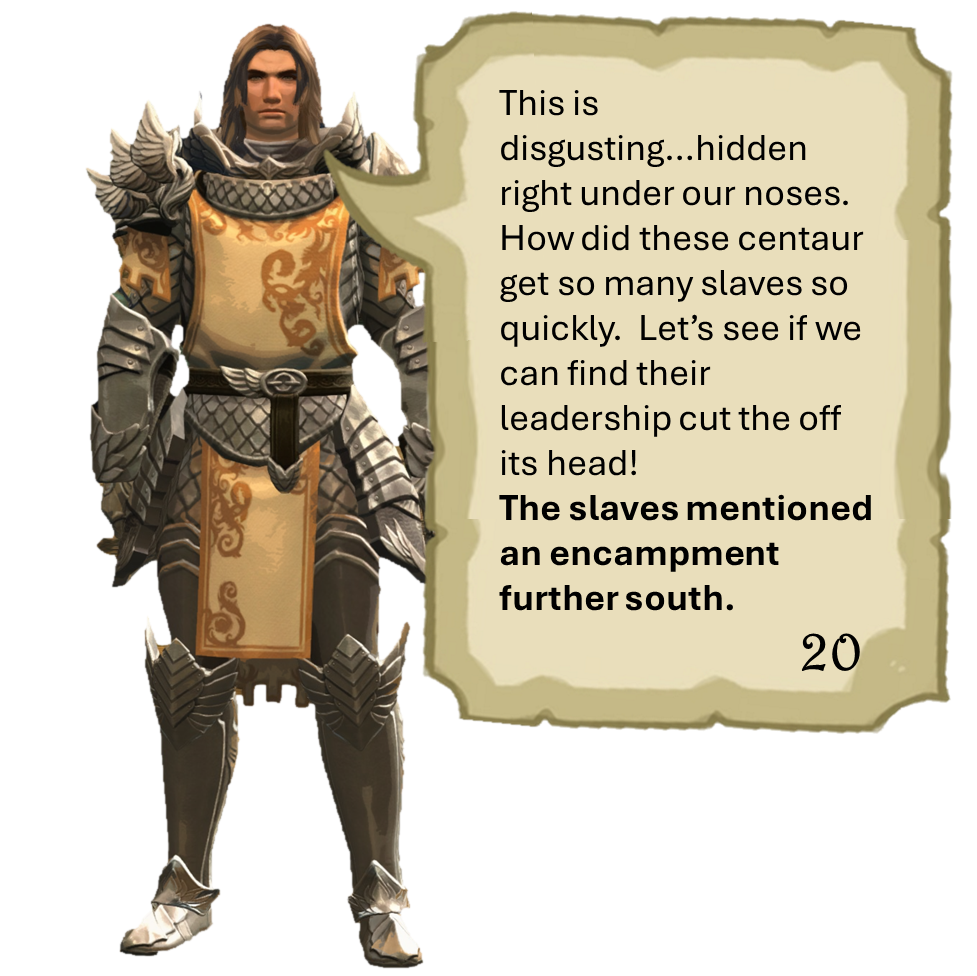 This is
disgusting...hidden
right under our noses.
How did these centaur
get so many slaves so
quickly.  Let’s see if we
can find their
leadership cut the off
its head!
The slaves mentioned
an encampment
further south.
20